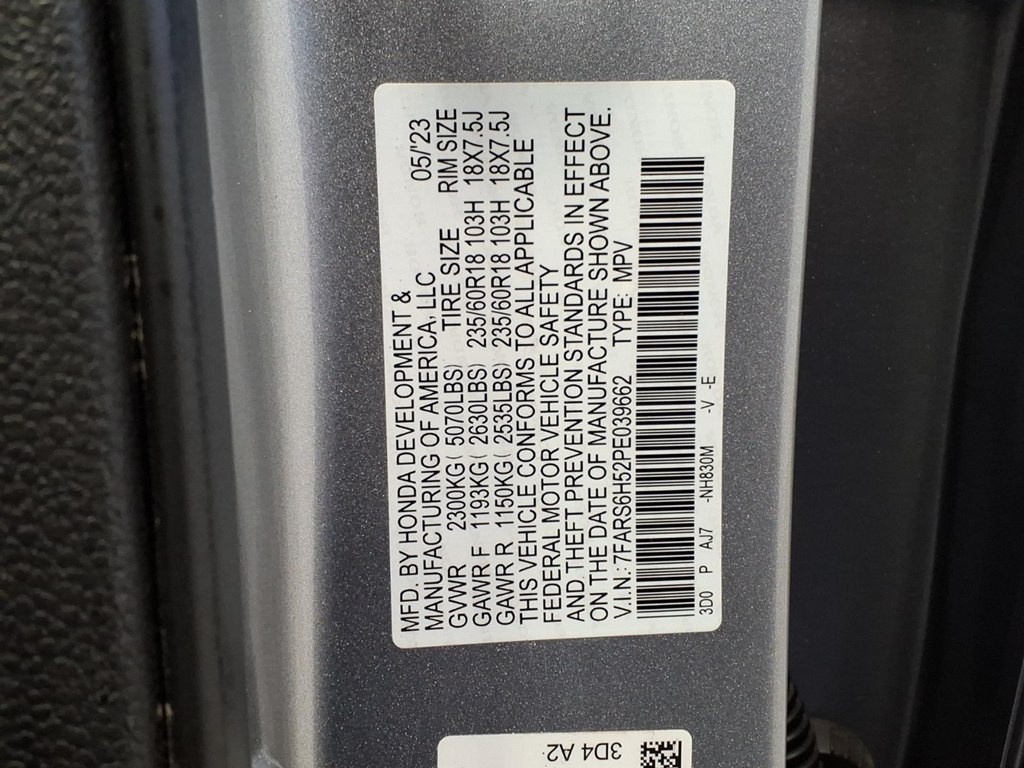 MFD. BY HONDA DEVELOPMENT &
MANUFACTURING OF AMERICA, LLC 05/'23
GVWR 2300KG( 5070LBS) TIRE SIZE RIM SIZE
GAWR F 1193KG( 2630LBS) 235/60R18 103H 18X7.5J
GAWR R 1150KG( 2535LBS) 235/60R18 103H 18X7.5J
THIS VEHICLE CONFORMS TO ALL APPLICABLE
FEDERAL MOTOR VEHICLE SAFETY
AND THEFT PREVENTION STANDARDS IN EFFECT
ON THE DATE OF MANUFACTURE SHOWN ABOVE.
V.I.N.:7FARS6H52PE039662 TYPE: MPV
3D0 P AJ7 -NH830M -V -E
3D4 A2